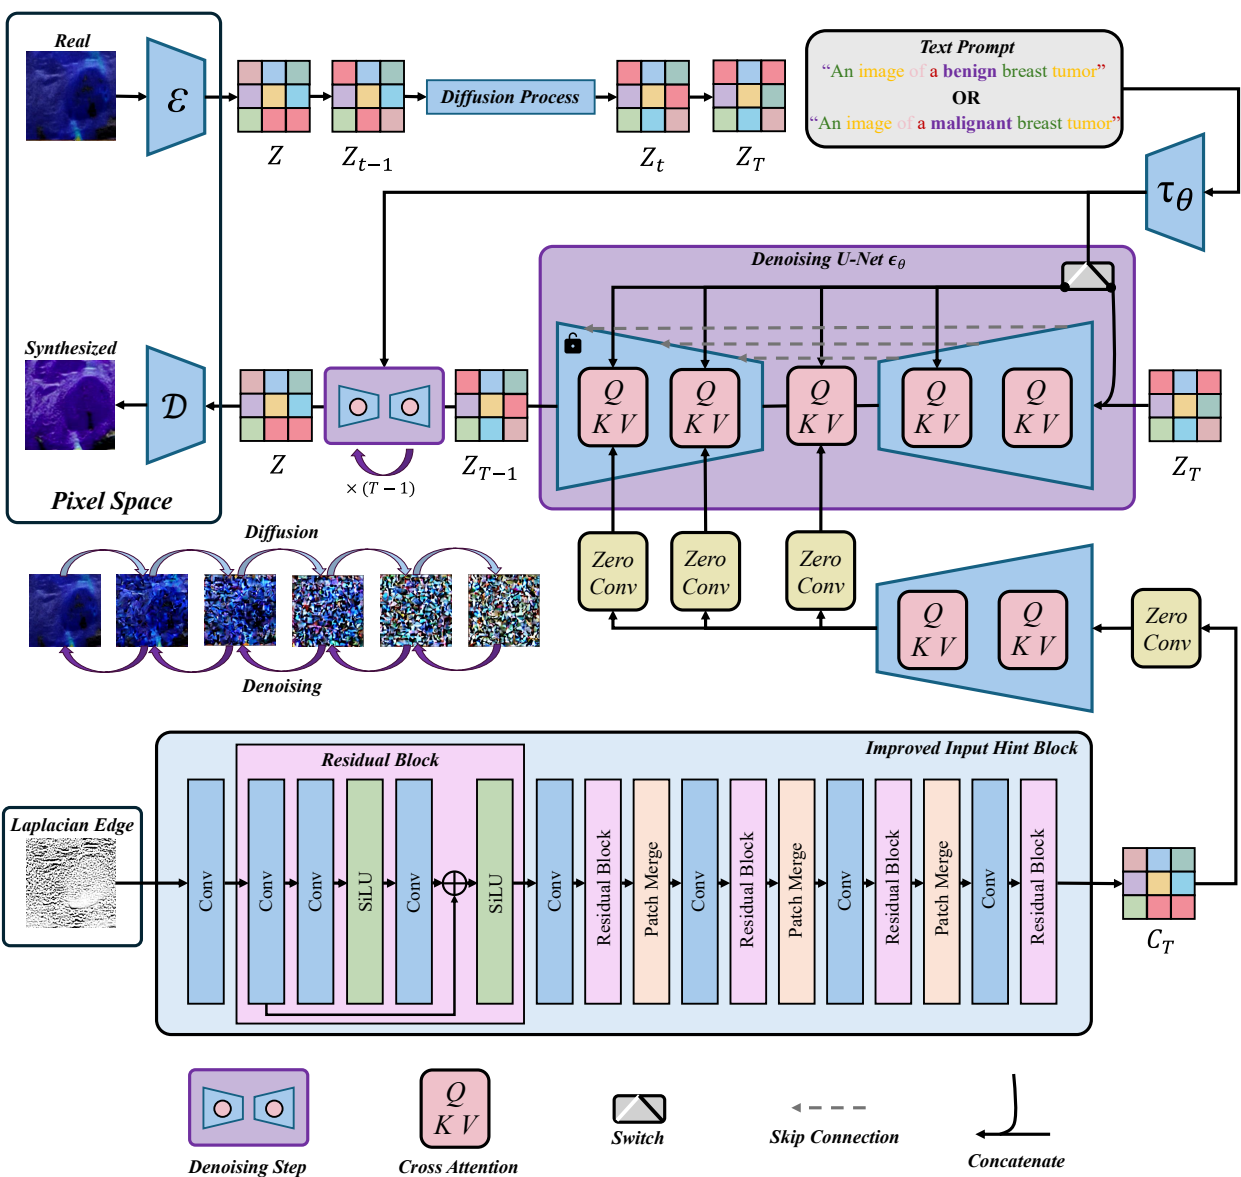 Real
ε
Z
Z_{t-1}
Diffusion Process
Z_t
Z_T
Text Prompt
“An image of a benign breast tumor”
OR
“An image of a malignant breast tumor”
τ_θ
Denoising U-Net ϵ_θ
Synthesized
D
Z
× (T − 1)
Z_{T-1}
Q
K V
Q
K V
Q
K V
Q
K V
Q
K V
Z_T
Pixel Space
Diffusion
Denoising
Zero
Conv
Zero
Conv
Zero
Conv
Q
K V
Q
K V
Zero
Conv
Improved Input Hint Block
Residual Block
Laplacian Edge
Conv
Conv
Conv
SiLU
Conv
SiLU
Conv
Residual Block
Patch Merge
Conv
Residual Block
Patch Merge
Conv
Residual Block
Patch Merge
Conv
Residual Block
C_T
Denoising Step
Q
K V
Cross Attention
Switch
Skip Connection
Concatenate